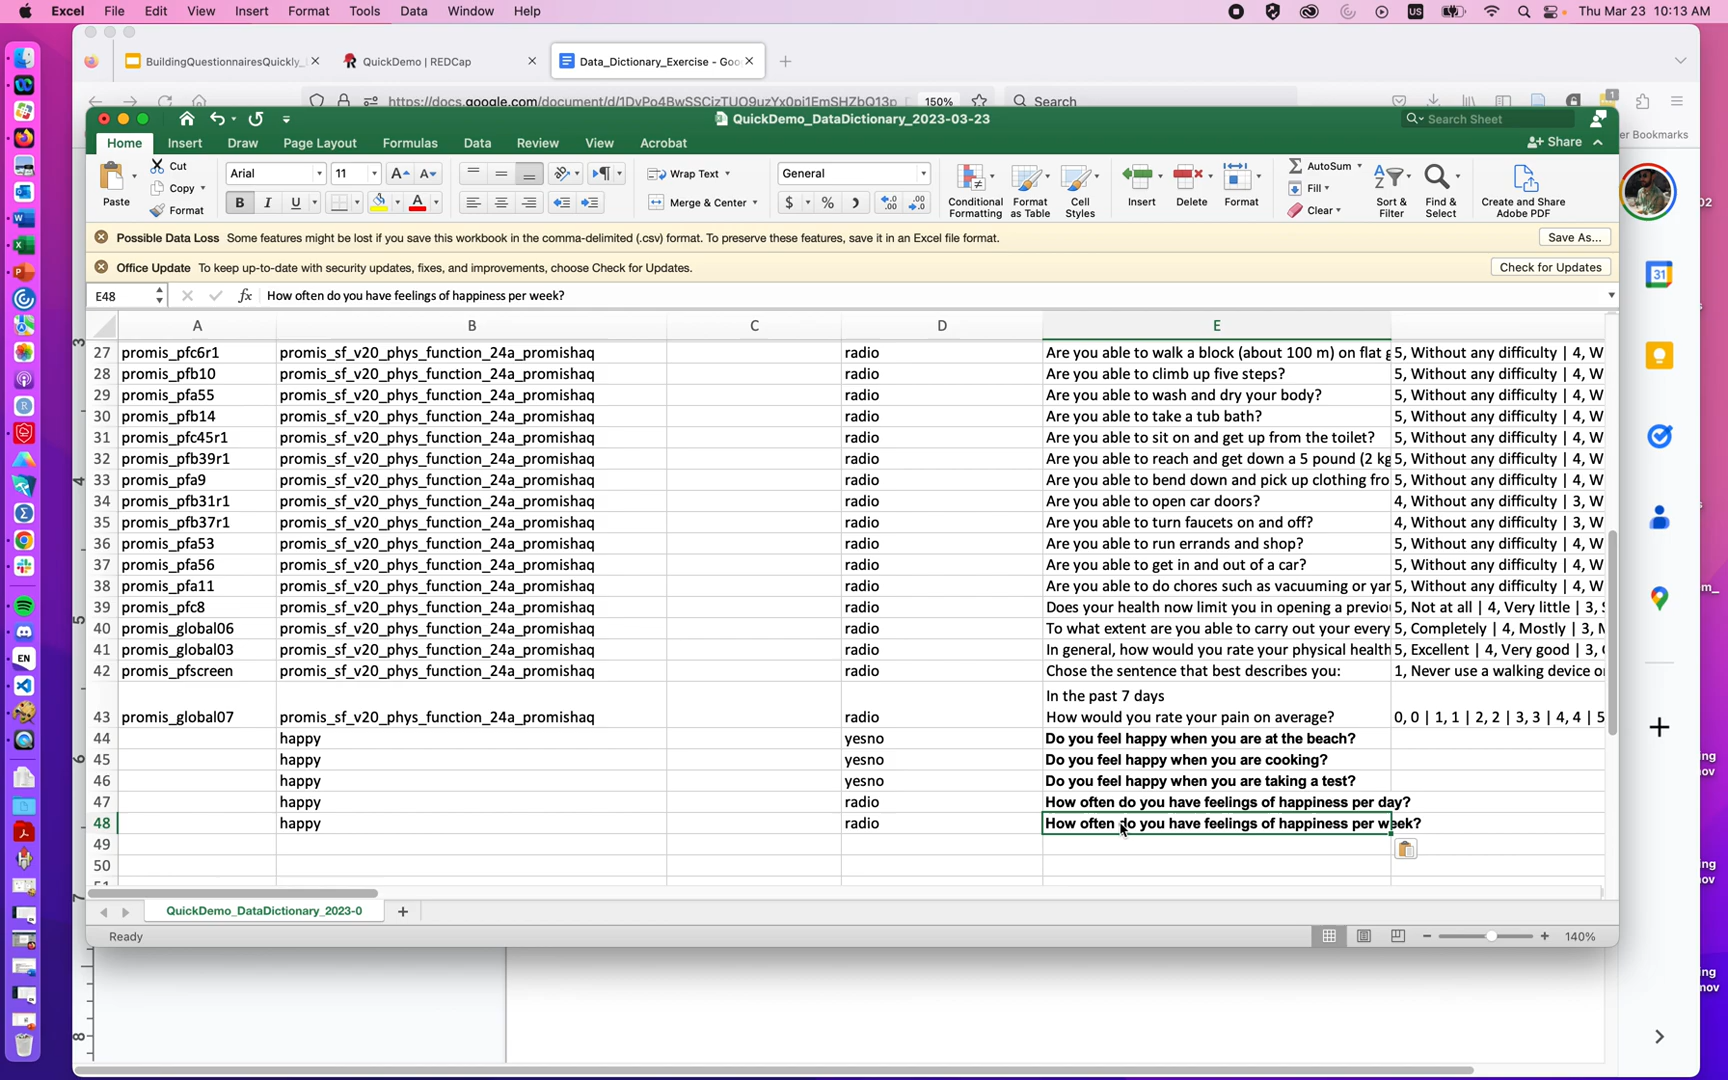 Excel File Edit View Insert Format Tools Data Window Help
US
Thu Mar 23 10:13 AM
BuildingQuestionnairesQuickly_
QuickDemo | REDCap
Data_Dictionary_Exercise - Goo
https://docs.google.com/document/d/1DvPo4BwSSCizTUO9uzYx0pi1EmSHZbQ13p
150%
Search
QuickDemo_DataDictionary_2023-03-23
Search Sheet
er Bookmarks
Home Insert Draw Page Layout Formulas Data Review View Acrobat
Share
Paste
Cut
Copy
Format
Arial
11
Wrap Text
Merge & Center
General
Conditional Formatting
Format as Table
Cell Styles
Insert
Delete
Format
AutoSum
Fill
Clear
Sort & Filter
Find & Select
Create and Share Adobe PDF
Possible Data Loss Some features might be lost if you save this workbook in the comma-delimited (.csv) format. To preserve these features, save it in an Excel file format.
Save As...
Office Update To keep up-to-date with security updates, fixes, and improvements, choose Check for Updates.
Check for Updates
E48 fx How often do you have feelings of happiness per week?
A B C D E
27 promis_pfc6r1 promis_sf_v20_phys_function_24a_promishaq radio Are you able to walk a block (about 100 m) on flat g 5, Without any difficulty | 4, W
28 promis_pfb10 promis_sf_v20_phys_function_24a_promishaq radio Are you able to climb up five steps? 5, Without any difficulty | 4, W
29 promis_pfa55 promis_sf_v20_phys_function_24a_promishaq radio Are you able to wash and dry your body? 5, Without any difficulty | 4, W
30 promis_pfb14 promis_sf_v20_phys_function_24a_promishaq radio Are you able to take a tub bath? 5, Without any difficulty | 4, W
31 promis_pfc45r1 promis_sf_v20_phys_function_24a_promishaq radio Are you able to sit on and get up from the toilet? 5, Without any difficulty | 4, W
32 promis_pfb39r1 promis_sf_v20_phys_function_24a_promishaq radio Are you able to reach and get down a 5 pound (2 kg 5, Without any difficulty | 4, W
33 promis_pfa9 promis_sf_v20_phys_function_24a_promishaq radio Are you able to bend down and pick up clothing fro 5, Without any difficulty | 4, W
34 promis_pfb31r1 promis_sf_v20_phys_function_24a_promishaq radio Are you able to open car doors? 4, Without any difficulty | 3, W
35 promis_pfb37r1 promis_sf_v20_phys_function_24a_promishaq radio Are you able to turn faucets on and off? 4, Without any difficulty | 3, W
36 promis_pfa53 promis_sf_v20_phys_function_24a_promishaq radio Are you able to run errands and shop? 5, Without any difficulty | 4, W
37 promis_pfa56 promis_sf_v20_phys_function_24a_promishaq radio Are you able to get in and out of a car? 5, Without any difficulty | 4, W
38 promis_pfa11 promis_sf_v20_phys_function_24a_promishaq radio Are you able to do chores such as vacuuming or yar 5, Without any difficulty | 4, W
39 promis_pfc8 promis_sf_v20_phys_function_24a_promishaq radio Does your health now limit you in opening a previo 5, Not at all | 4, Very little | 3, S
40 promis_global06 promis_sf_v20_phys_function_24a_promishaq radio To what extent are you able to carry out your every 5, Completely | 4, Mostly | 3, M
41 promis_global03 promis_sf_v20_phys_function_24a_promishaq radio In general, how would you rate your physical health 5, Excellent | 4, Very good | 3, G
42 promis_pfscreen promis_sf_v20_phys_function_24a_promishaq radio Chose the sentence that best describes you: 1, Never use a walking device or
In the past 7 days
43 promis_global07 promis_sf_v20_phys_function_24a_promishaq radio How would you rate your pain on average? 0, 0 | 1, 1 | 2, 2 | 3, 3 | 4, 4 | 5
44 happy yesno Do you feel happy when you are at the beach?
45 happy yesno Do you feel happy when you are cooking?
46 happy yesno Do you feel happy when you are taking a test?
47 happy radio How often do you have feelings of happiness per day?
48 happy radio How often do you have feelings of happiness per week?
49
50
51
QuickDemo_DataDictionary_2023-0
Ready
140%